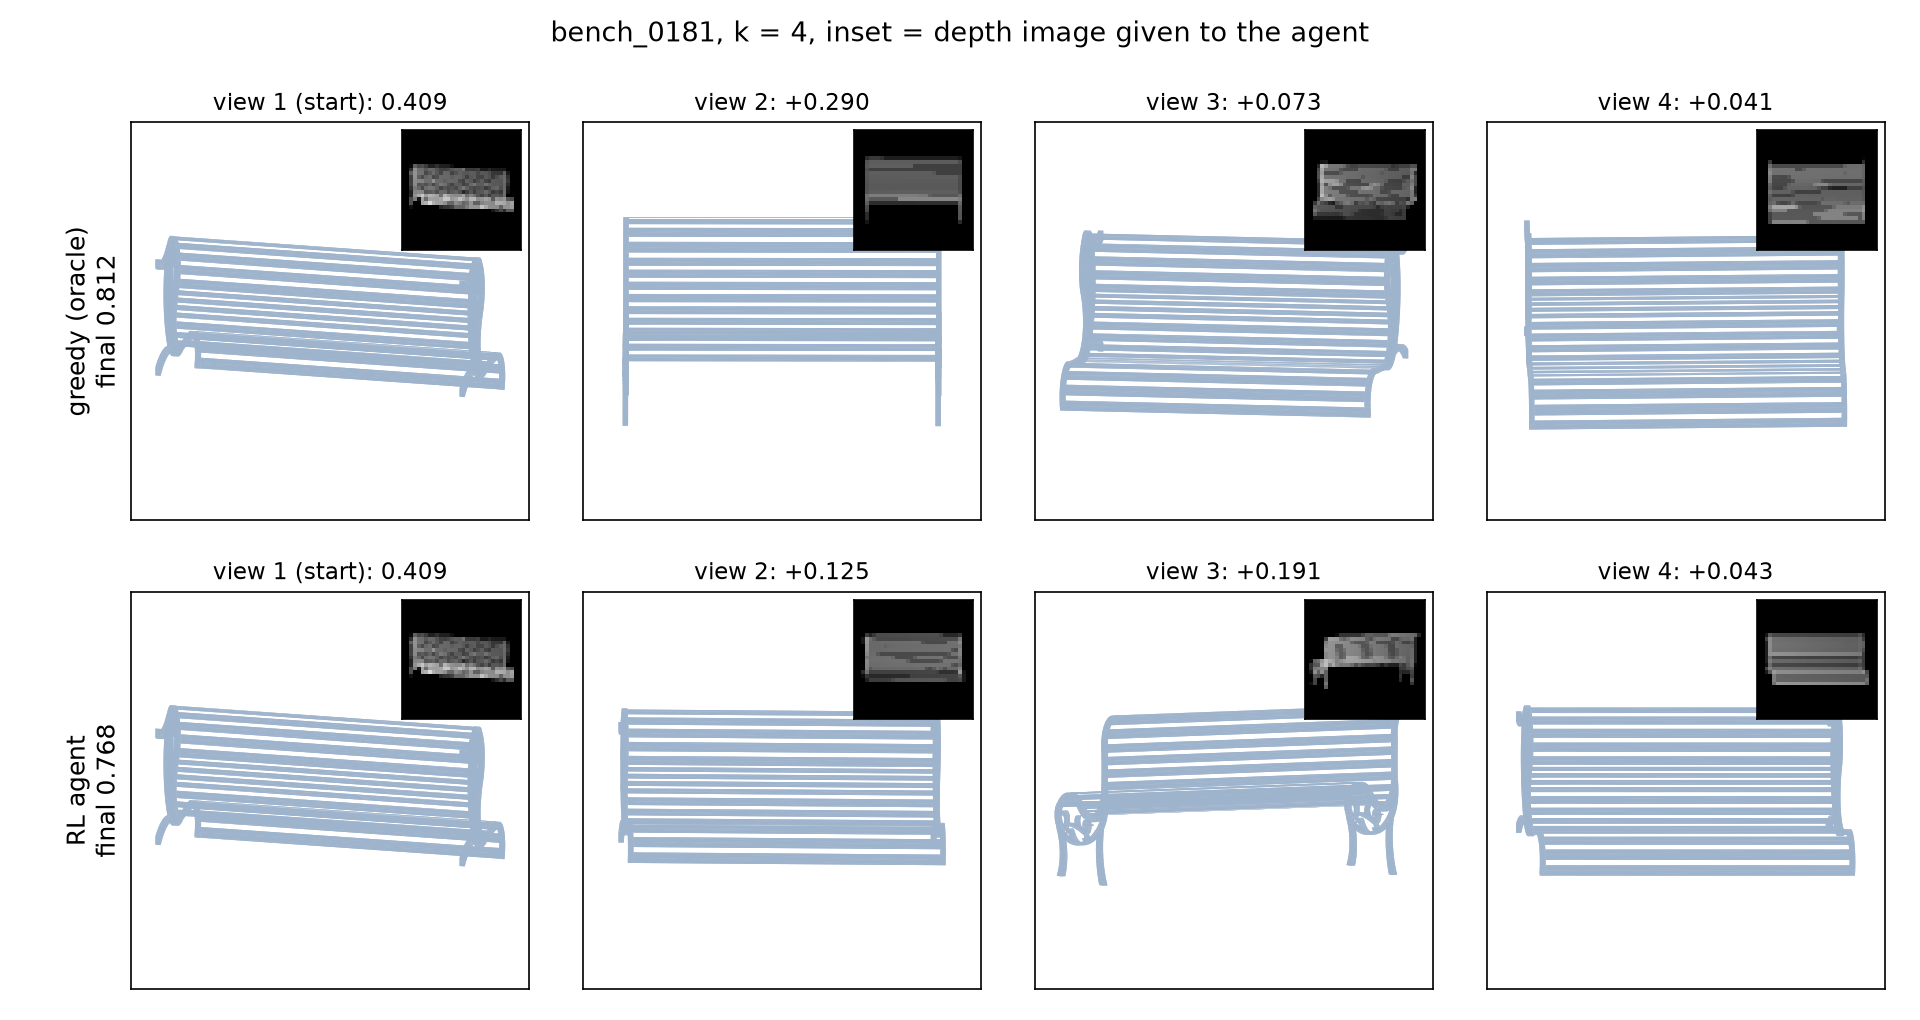 bench_0181, k = 4, inset = depth image given to the agent
greedy (oracle)
final 0.812
view 1 (start): 0.409
view 2: +0.290
view 3: +0.073
view 4: +0.041
RL agent
final 0.768
view 1 (start): 0.409
view 2: +0.125
view 3: +0.191
view 4: +0.043